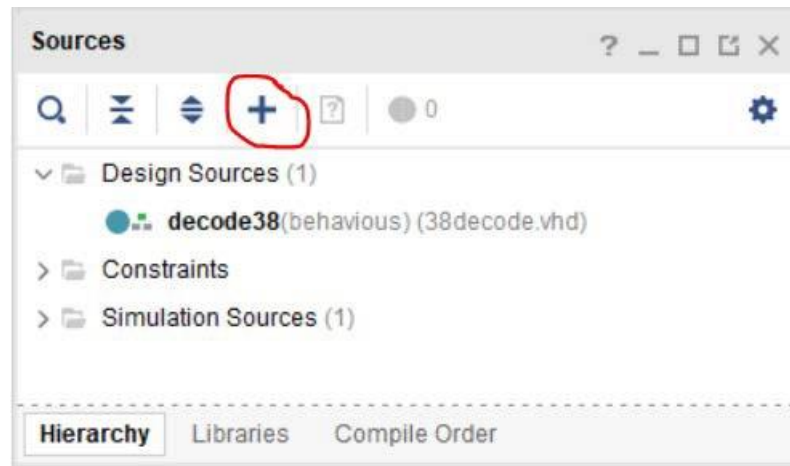 Sources
0
Design Sources (1)
decode38(behavious) (38decode.vhd)
Constraints
Simulation Sources (1)
Hierarchy Libraries Compile Order